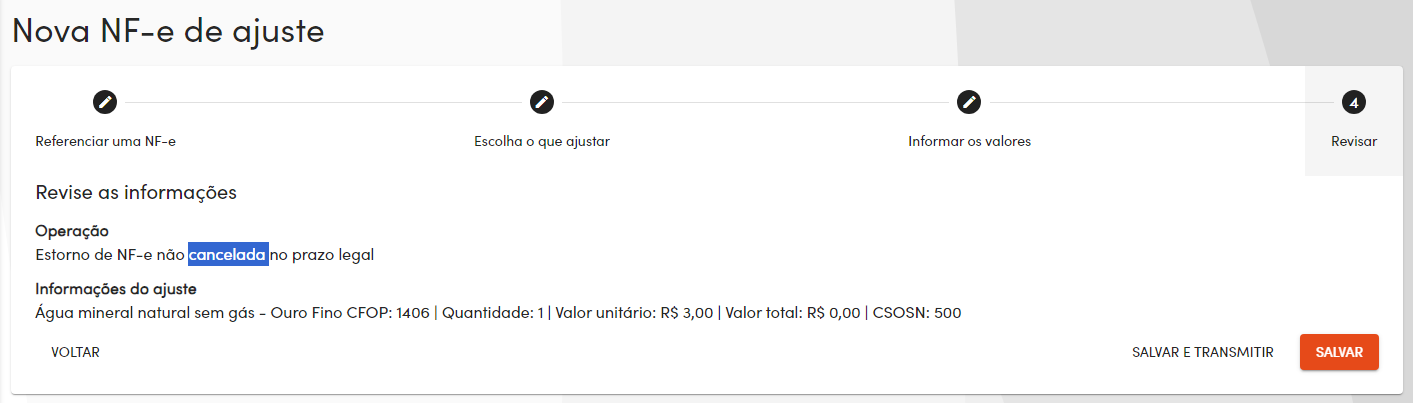 Nova NF-e de ajuste
4
Referenciar uma NF-e
Escolha o que ajustar
Informar os valores
Revisar
Revise as informações
Operação
Estorno de NF-e não cancelada no prazo legal
Informações do ajuste
Água mineral natural sem gás - Ouro Fino CFOP: 1406 | Quantidade: 1 | Valor unitário: R$ 3,00 | Valor total: R$ 0,00 | CSOSN: 500
VOLTAR
SALVAR E TRANSMITIR
SALVAR